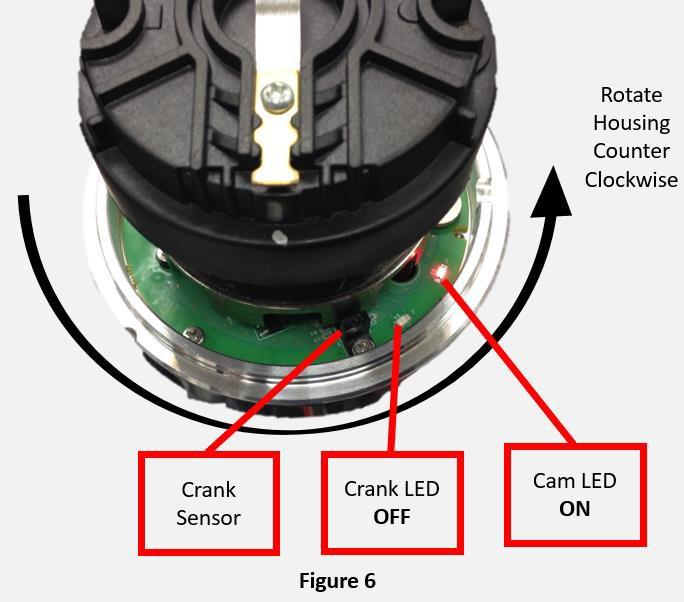 Rotate
Housing
Counter
Clockwise
Crank
Sensor
Crank LED
OFF
Cam LED
ON
Figure 6